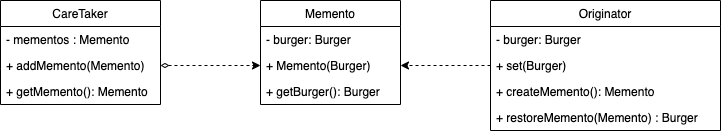 CareTaker
- mementos : Memento
+ addMemento(Memento)
+ getMemento(): Memento
Memento
- burger: Burger
+ Memento(Burger)
+ getBurger(): Burger
Originator
- burger: Burger
+ set(Burger)
+ createMemento(): Memento
+ restoreMemento(Memento) : Burger